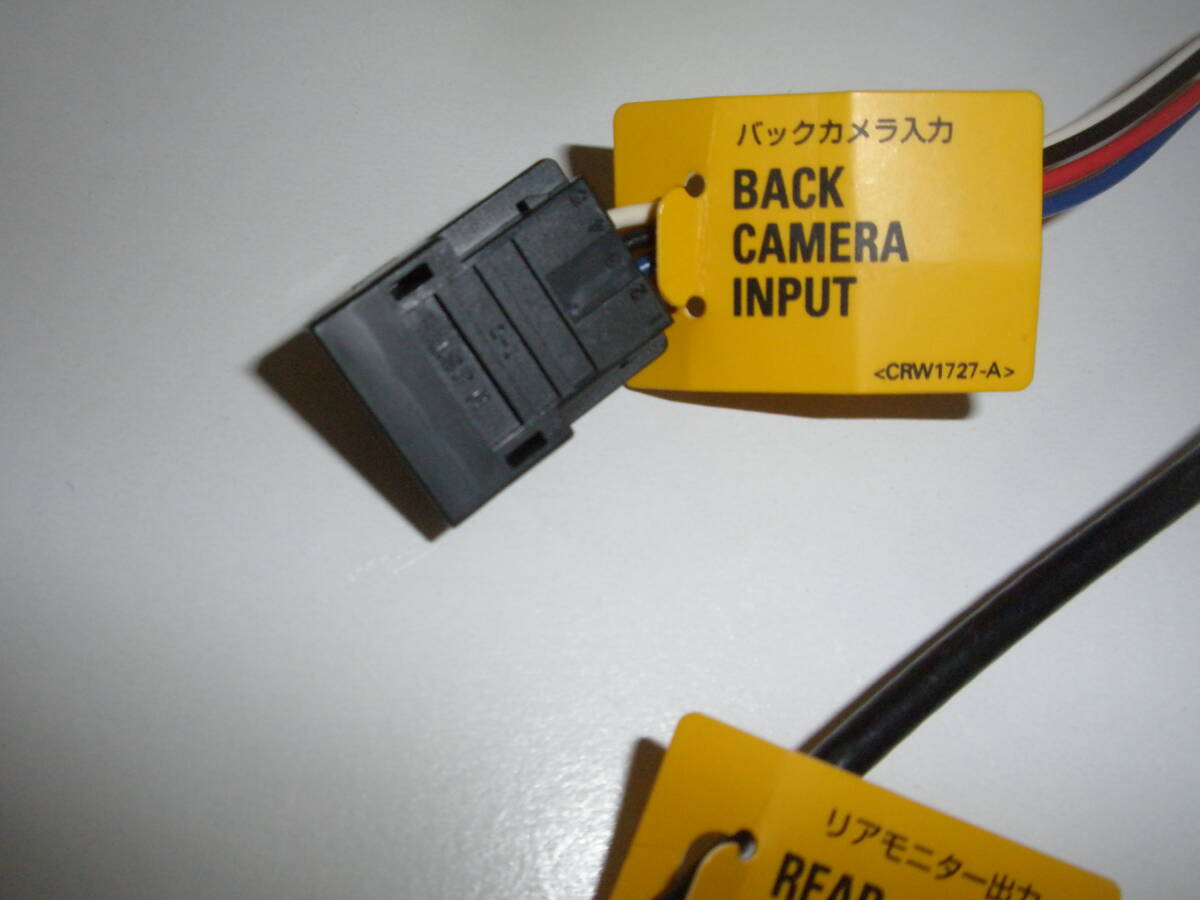 バックカメラ入力
BACK
CAMERA
INPUT
<CRW1727-A>
リアモニター出力
REAR